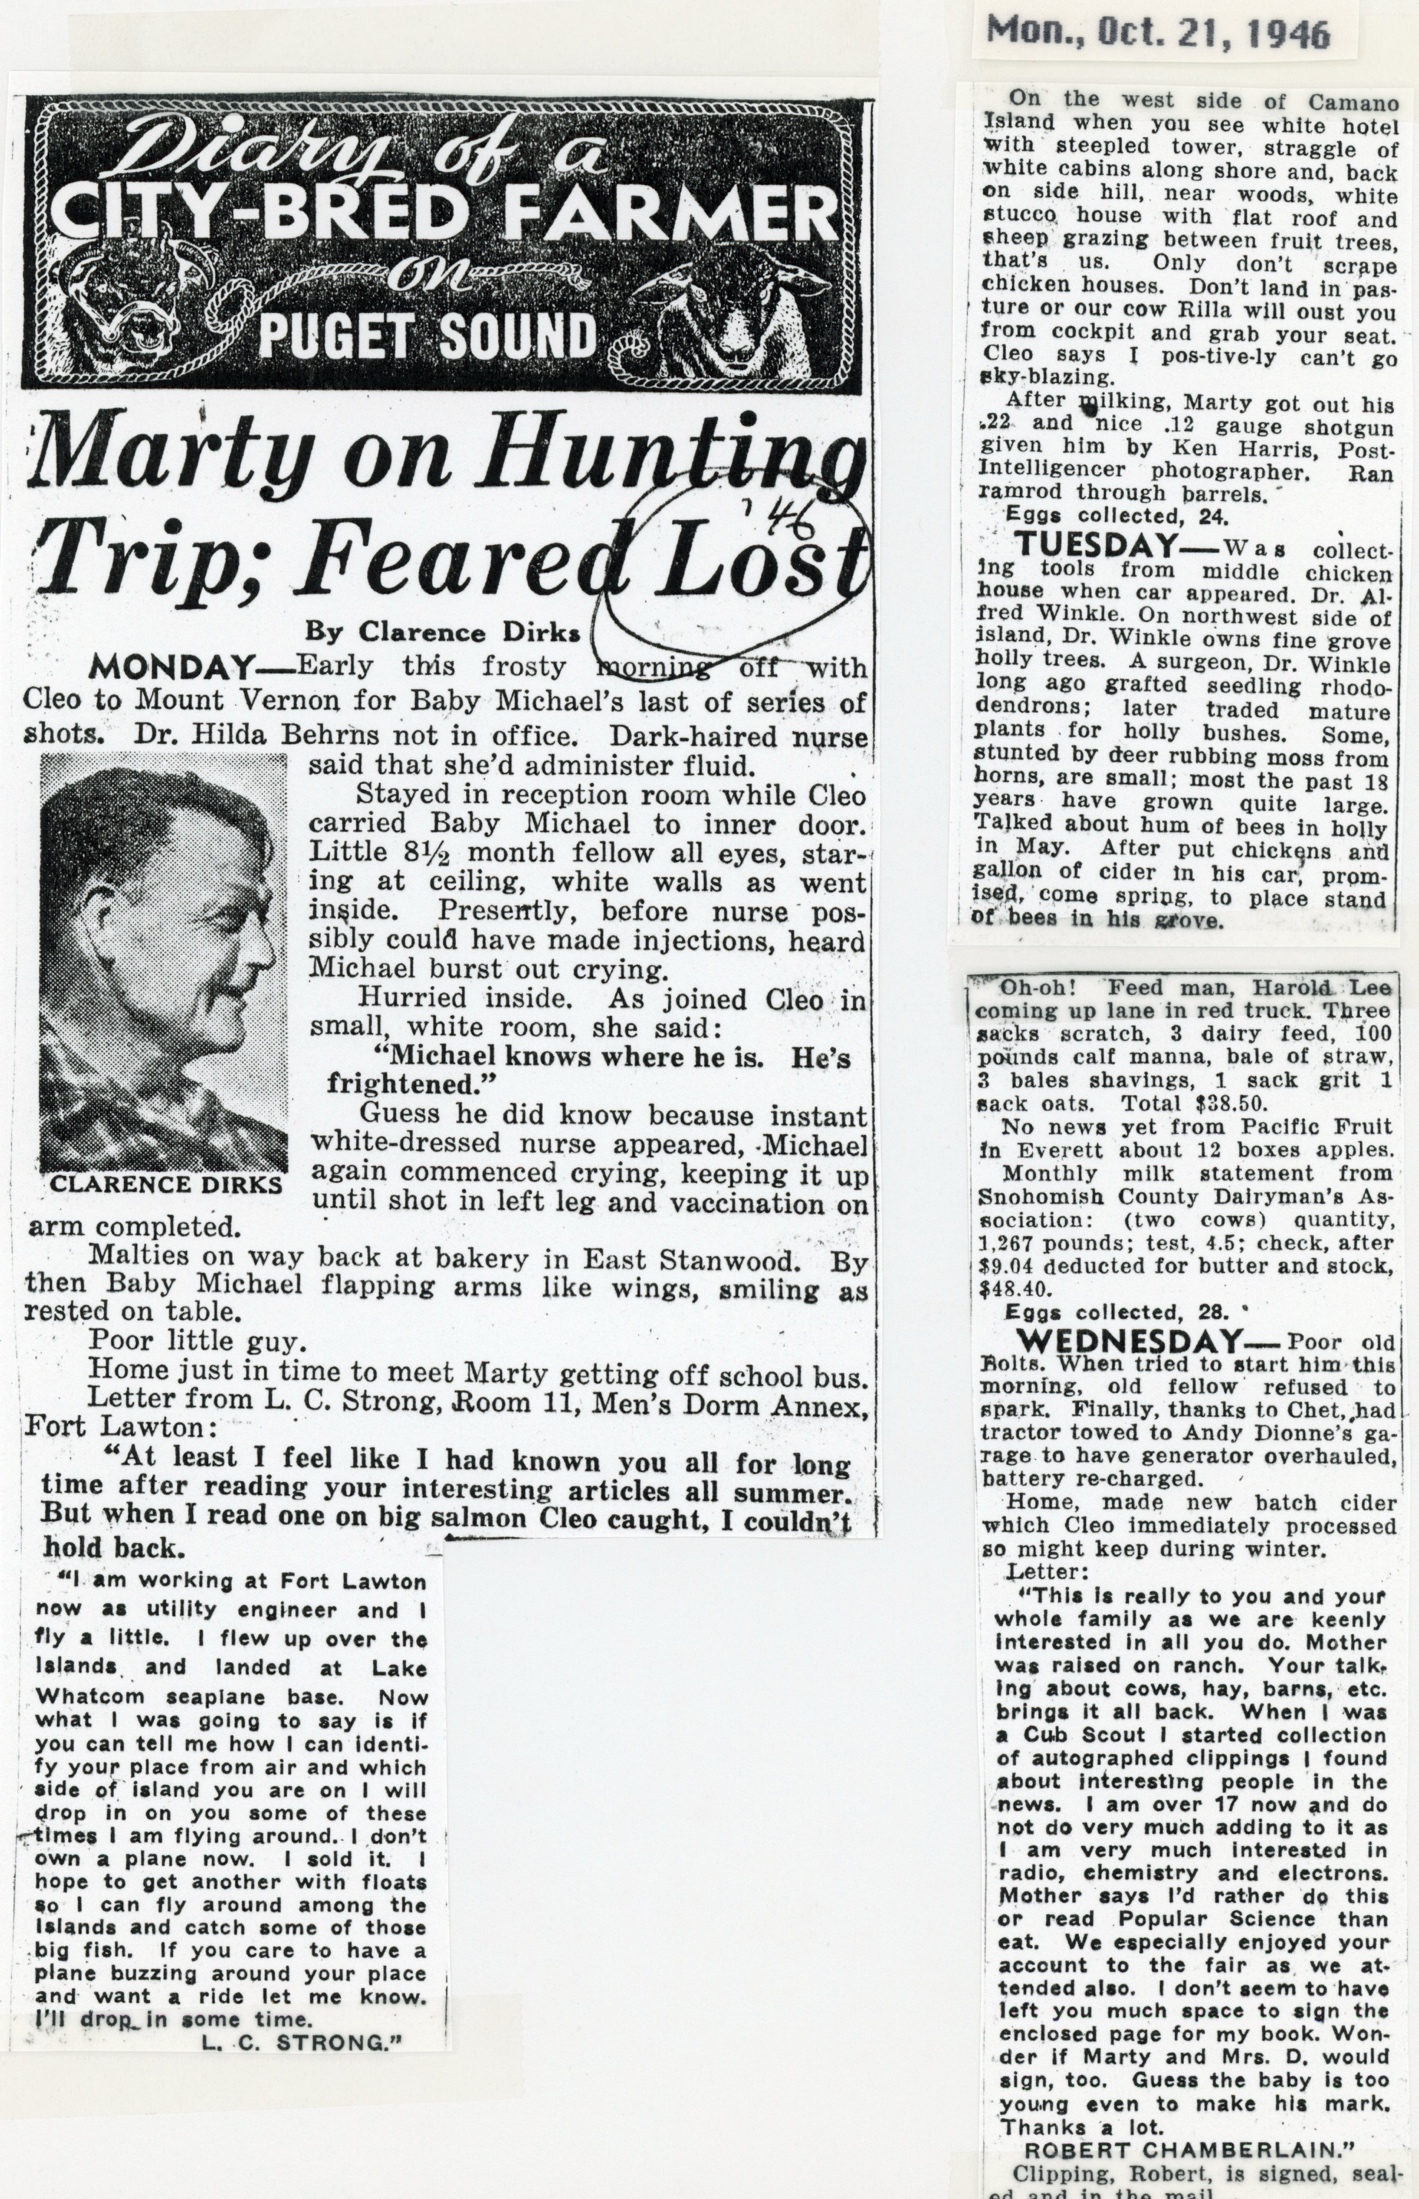 Mon., Oct. 21, 1946
Diary of a
CITY-BRED FARMER
on
PUGET SOUND
Marty on Hunting
Trip; Feared Lost
'46
By Clarence Dirks
MONDAY—Early this frosty morning off with
Cleo to Mount Vernon for Baby Michael's last of series of
shots. Dr. Hilda Behrns not in office. Dark-haired nurse
said that she'd administer fluid.
Stayed in reception room while Cleo
carried Baby Michael to inner door.
Little 8½ month fellow all eyes, star-
ing at ceiling, white walls as went
inside. Presently, before nurse pos-
sibly could have made injections, heard
Michael burst out crying.
Hurried inside. As joined Cleo in
small, white room, she said:
"Michael knows where he is. He's
frightened."
Guess he did know because instant
white-dressed nurse appeared, Michael
again commenced crying, keeping it up
until shot in left leg and vaccination on
CLARENCE DIRKS
arm completed.
Malties on way back at bakery in East Stanwood. By
then Baby Michael flapping arms like wings, smiling as
rested on table.
Poor little guy.
Home just in time to meet Marty getting off school bus.
Letter from L. C. Strong, Room 11, Men's Dorm Annex,
Fort Lawton:
"At least I feel like I had known you all for long
time after reading your interesting articles all summer.
But when I read one on big salmon Cleo caught, I couldn't
hold back.
"I am working at Fort Lawton
now as utility engineer and I
fly a little. I flew up over the
Islands and landed at Lake
Whatcom seaplane base. Now
what I was going to say is if
you can tell me how I can identi-
fy your place from air and which
side of island you are on I will
drop in on you some of these
times I am flying around. I don't
own a plane now. I sold it. I
hope to get another with floats
so I can fly around among the
Islands and catch some of those
big fish. If you care to have a
plane buzzing around your place
and want a ride let me know.
I'll drop in some time.
L. C. STRONG."
On the west side of Camano
Island when you see white hotel
with steepled tower, straggle of
white cabins along shore and, back
on side hill, near woods, white
stucco house with flat roof and
sheep grazing between fruit trees,
that's us. Only don't scrape
chicken houses. Don't land in pas-
ture or our cow Rilla will oust you
from cockpit and grab your seat.
Cleo says I pos-tive-ly can't go
sky-blazing.
After milking, Marty got out his
.22 and nice .12 gauge shotgun
given him by Ken Harris, Post-
Intelligencer photographer. Ran
ramrod through barrels.
Eggs collected, 24.
TUESDAY—Was collect-
ing tools from middle chicken
house when car appeared. Dr. Al-
fred Winkle. On northwest side of
island, Dr. Winkle owns fine grove
holly trees. A surgeon, Dr. Winkle
long ago grafted seedling rhodo-
dendrons; later traded mature
plants for holly bushes. Some,
stunted by deer rubbing moss from
horns, are small; most the past 18
years have grown quite large.
Talked about hum of bees in holly
in May. After put chickens and
gallon of cider in his car, prom-
ised, come spring, to place stand
of bees in his grove.
Oh-oh! Feed man, Harold Lee
coming up lane in red truck. Three
sacks scratch, 3 dairy feed, 100
pounds calf manna, bale of straw,
3 bales shavings, 1 sack grit 1
sack oats. Total $38.50.
No news yet from Pacific Fruit
in Everett about 12 boxes apples.
Monthly milk statement from
Snohomish County Dairyman's As-
sociation: (two cows) quantity,
1,267 pounds; test, 4.5; check, after
$9.04 deducted for butter and stock,
$48.40.
Eggs collected, 28.
WEDNESDAY—Poor old
Bolts. When tried to start him this
morning, old fellow refused to
spark. Finally, thanks to Chet, had
tractor towed to Andy Dionne's ga-
rage to have generator overhauled,
battery re-charged.
Home, made new batch cider
which Cleo immediately processed
so might keep during winter.
Letter:
"This is really to you and your
whole family as we are keenly
interested in all you do. Mother
was raised on ranch. Your talk-
ing about cows, hay, barns, etc.
brings it all back. When I was
a Cub Scout I started collection
of autographed clippings I found
about interesting people in the
news. I am over 17 now and do
not do very much adding to it as
I am very much interested in
radio, chemistry and electrons.
Mother says I'd rather do this
or read Popular Science than
eat. We especially enjoyed your
account to the fair as we at-
tended also. I don't seem to have
left you much space to sign the
enclosed page for my book. Won-
der if Marty and Mrs. D. would
sign, too. Guess the baby is too
young even to make his mark.
Thanks a lot.
ROBERT CHAMBERLAIN."
Clipping, Robert, is signed, seal-
ed and in the mail.